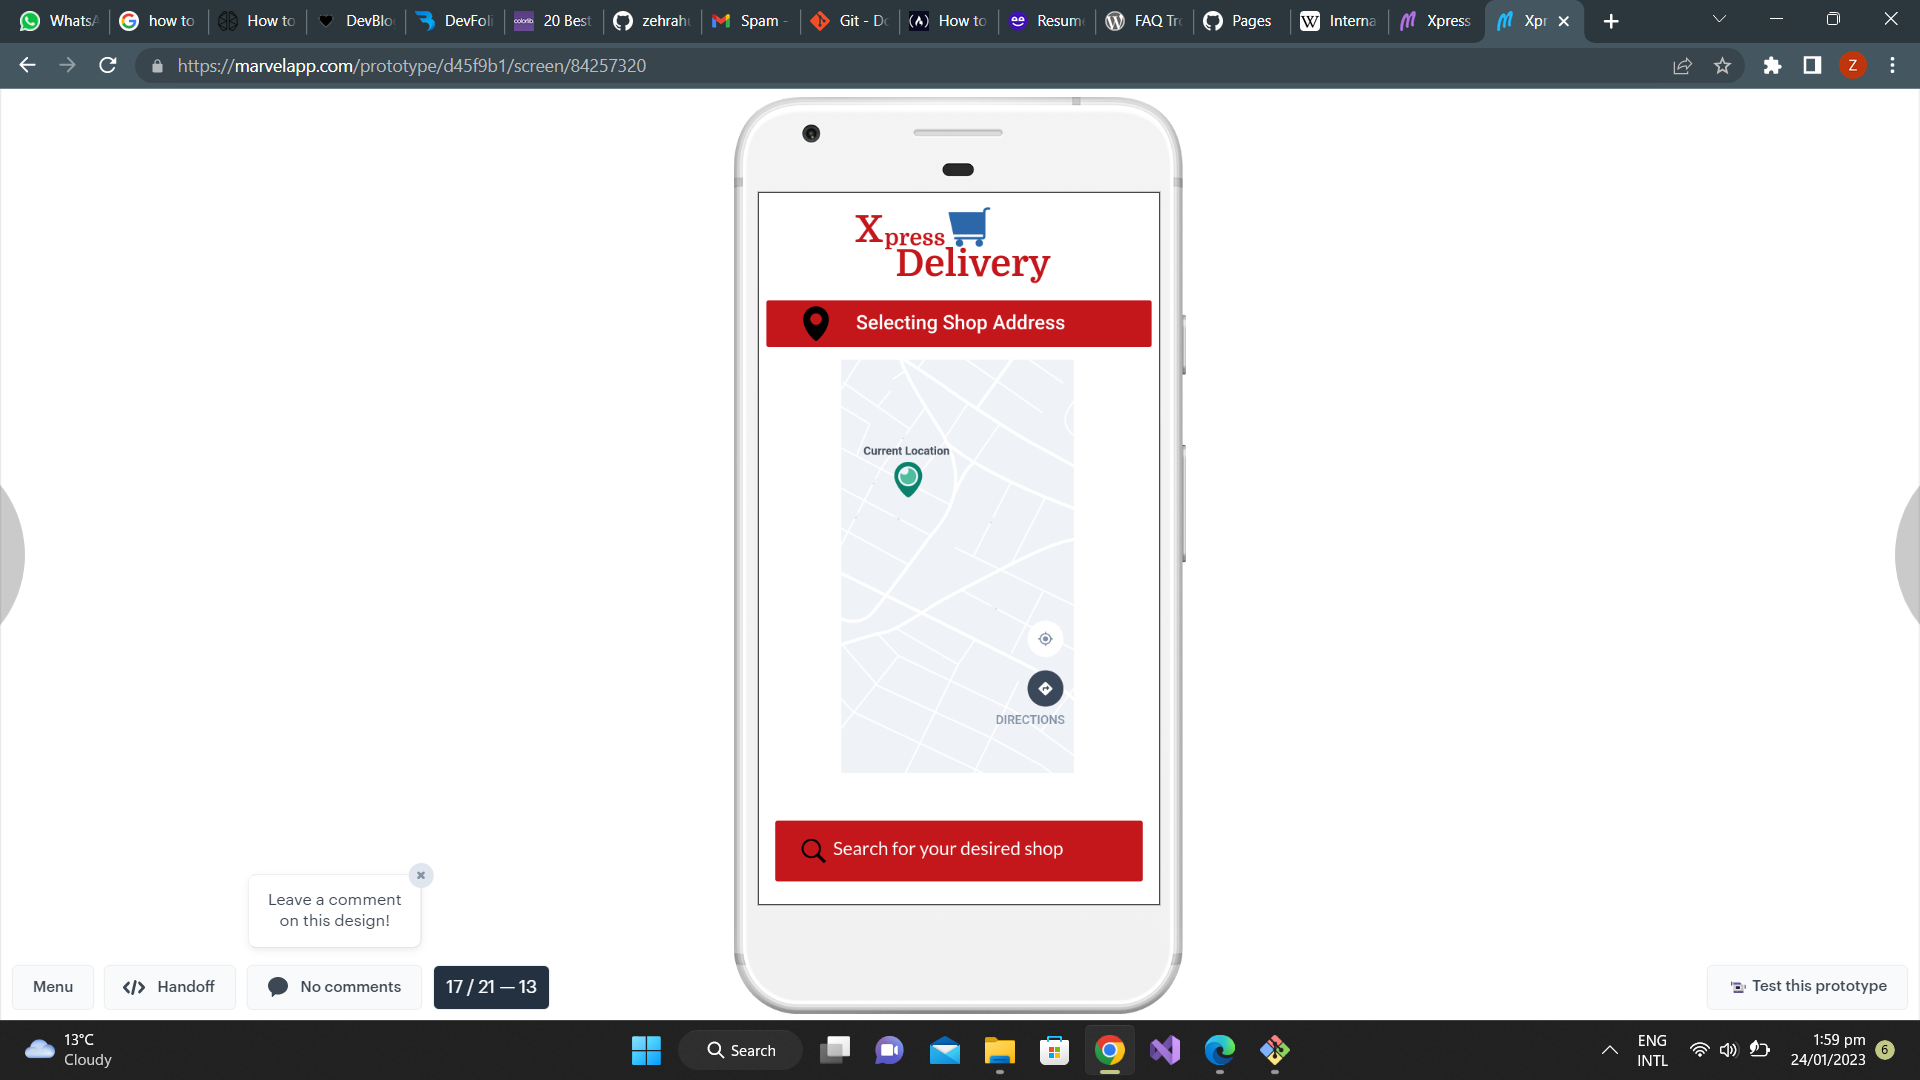 WhatsA
how to
How to
DevBlo
DevFoli
colorlib
20 Best
zehrah
Spam -
Git - Do
How to
Resum
FAQ Tr
Pages
W
Interna
Xpress
Xpr
https://marvelapp.com/prototype/d45f9b1/screen/84257320
Z
Xpress
Delivery
Selecting Shop Address
Current Location
DIRECTIONS
Search for your desired shop
Leave a comment
on this design!
Menu
Handoff
No comments
17 / 21 — 13
Test this prototype
13°C
Cloudy
Search
ENG
INTL
1:59 pm
24/01/2023
6